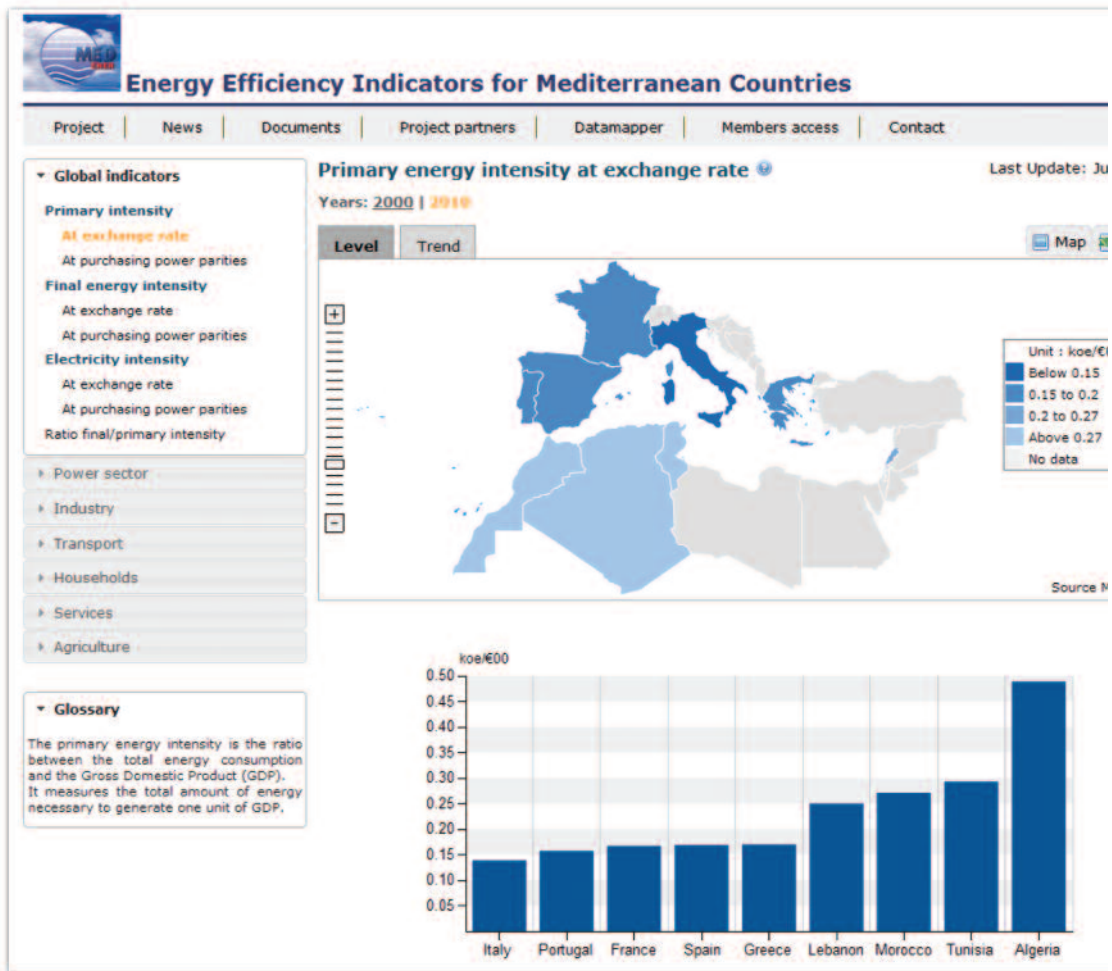 MED
Energy Efficiency Indicators for Mediterranean Countries
Project | News | Documents | Project partners | Datamapper | Members access | Contact
Global indicators
Primary intensity
At exchange rate
At purchasing power parities
Final energy intensity
At exchange rate
At purchasing power parities
Electricity intensity
At exchange rate
At purchasing power parities
Ratio final/primary intensity
Power sector
Industry
Transport
Households
Services
Agriculture
Glossary
The primary energy intensity is the ratio
between the total energy consumption
and the Gross Domestic Product (GDP).
It measures the total amount of energy
necessary to generate one unit of GDP.
Primary energy intensity at exchange rate
Last Update: Ju
Years: 2000 | 2010
Level
Trend
Map
+
-
Unit : koe/€
Below 0.15
0.15 to 0.2
0.2 to 0.27
Above 0.27
No data
Source M
koe/€00
0.50
0.45
0.40
0.35
0.30
0.25
0.20
0.15
0.10
0.05
Italy Portugal France Spain Greece Lebanon Morocco Tunisia Algeria